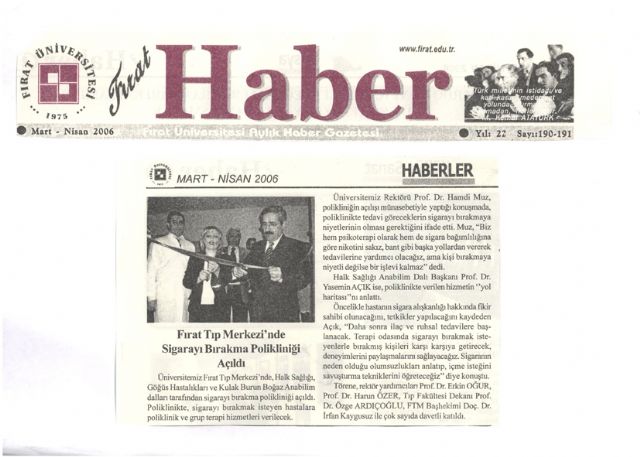 FIRAT ÜNİVERSİTESİ
1975
Fırat
Haber
www.firat.edu.tr.
Türk milletinin istidadı ve
kati kararı medeniyet
yolunda
M. Kemal ATATÜRK
Mart - Nisan 2006
Fırat Üniversitesi Aylık Haber Gazetesi.
Yıl: 22 Sayı:190-191
MART - NİSAN 2006
HABERLER
Fırat Tıp Merkezi'nde
Sigarayı Bırakma Polikliniği
Açıldı
Üniversitemiz Fırat Tıp Merkezi'nde, Halk Sağlığı,
Göğüs Hastalıkları ve Kulak Burun Boğaz Anabilim
dalları tarafından sigarayı bırakma polikliniği açıldı.
Poliklinikte, sigarayı bırakmak isteyen hastalara
poliklinik ve grup terapi hizmetleri verilecek.
Üniversitemiz Rektörü Prof. Dr. Hamdi Muz,
polikliniğin açılışı münasebetiyle yaptığı konuşmada,
poliklinikte tedavi göreceklerin sigarayı bırakmaya
niyetlerinin olması gerektiğini ifade etti. Muz, "Biz
hem psikoterapi olarak hem de sigara bağımlılığına
göre nikotini sakız, bant gibi başka yollardan vererek
tedavilerine yardımcı olacağız, ama kişi bırakmaya
niyetli değilse bir işlevi kalmaz" dedi.
Halk Sağlığı Anabilim Dalı Başkanı Prof. Dr.
Yasemin AÇIK ise, poliklinikte verilen hizmetin "yol
haritası"nı anlattı.
Öncelikle hastanın sigara alışkanlığı hakkında fikir
sahibi olunacağını, tetkikler yapılacağını kaydeden
Açık, "Daha sonra ilaç ve ruhsal tedavilere baş-
lanacak. Terapi odasında sigarayı bırakmak iste-
yenlerle bırakmış kişileri karşı karşıya getirecek,
deneyimlerini paylaşmalarını sağlayacağız. Sigaranın
neden olduğu olumsuzlukları anlatıp, içme isteğini
savuşturma tekniklerini öğreteceğiz" diye konuştu.
Törene, rektör yardımcıları Prof. Dr. Erkin OĞUR,
Prof. Dr. Harun ÖZER, Tıp Fakültesi Dekanı Prof.
Dr. Özge ARDIÇOĞLU, FTM Başhekimi Doç. Dr.
İrfan Kaygusuz ile çok sayıda davetli katıldı.